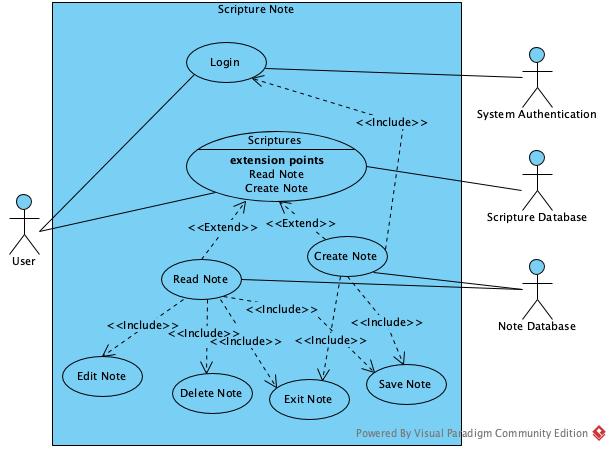 Scripture Note
Login
System Authentication
<<Include>>
Scriptures
extension points
Read Note
Create Note
Scripture Database
User
<<Extend>>
<<Extend>>
Create Note
Read Note
Note Database
<<Include>>
<<Include>>
<<Include>>
<<Include>>
<<Include>>
<<Include>>
Edit Note
Delete Note
Exit Note
Save Note
Powered By Visual Paradigm Community Edition